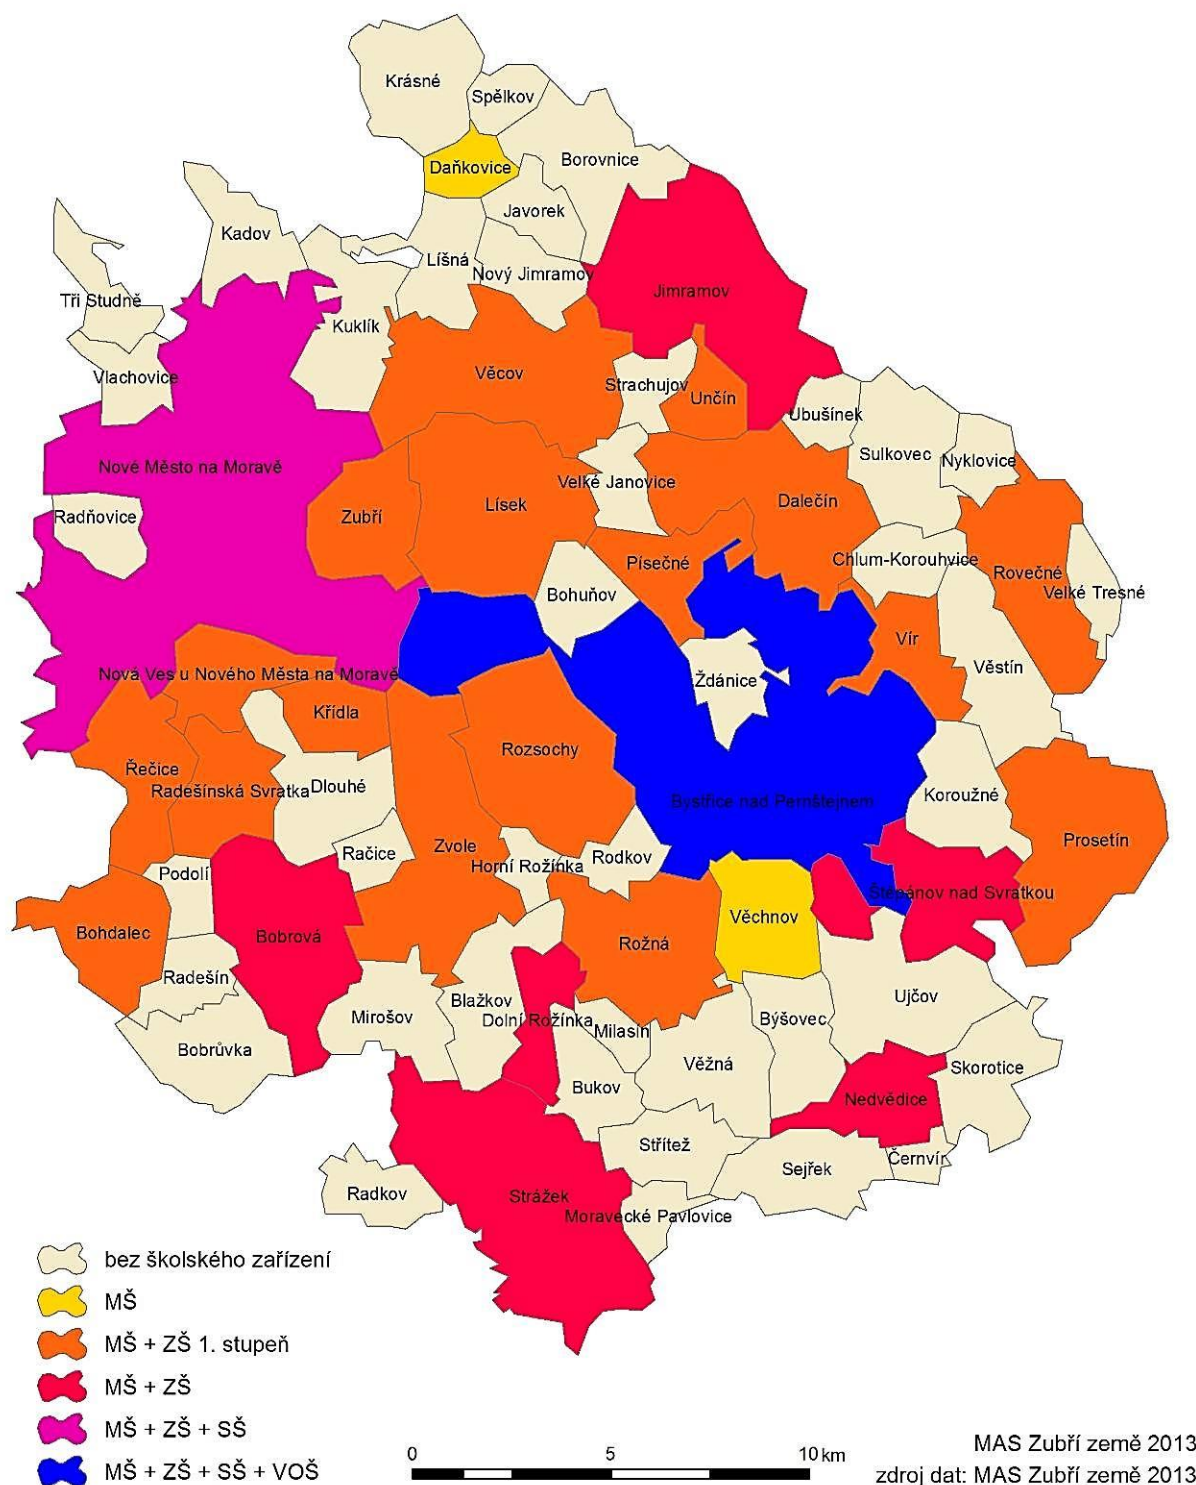 Krásné
Spělkov
Daňkovice
Borovnice
Javorek
Kadov
Líšná
Nový Jimramov
Jimramov
Tři Studně
Kuklík
Vlachovice
Věcov
Strachujov
Unčín
Ubušínek
Sulkovec
Nyklovice
Nové Město na Moravě
Velké Janovice
Dalečín
Lísek
Zubří
Radňovice
Písečné
Chlum-Korouhvice
Rovečné
Velké Tresné
Bohuňov
Vír
Věstín
Nová Ves u Nového Města na Moravě
Ždánice
Křídla
Rozsochy
Řečice
Radešínská Svratka
Dlouhé
Bystřice nad Pernštejnem
Koroužné
Prosetín
Zvole
Račice
Horní Rožínka
Rodkov
Podolí
Štěpánov nad Svratkou
Věchnov
Bohdalec
Bobrová
Rožná
Radešín
Blažkov
Ujčov
Mirošov
Dolní Rožínka
Milasín
Býšovec
Bobrůvka
Věžná
Skorotice
Bukov
Nedvědice
Střítež
Sejřek
Černvír
Radkov
Strážek
Moravecké Pavlovice
bez školského zařízení
MŠ
MŠ + ZŠ 1. stupeň
MŠ + ZŠ
MŠ + ZŠ + SŠ
MŠ + ZŠ + SŠ + VOŠ
0 5 10 km
MAS Zubří země 2013
zdroj dat: MAS Zubří země 2013